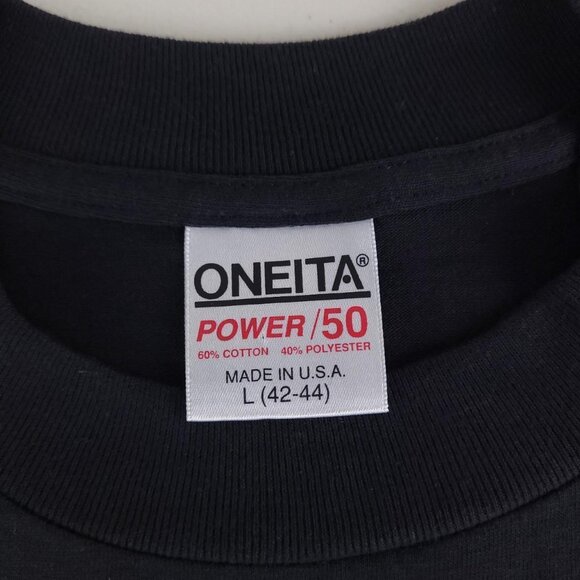 ONEITA®
POWER/50
60% COTTON 40% POLYESTER
MADE IN U.S.A.
L (42-44)